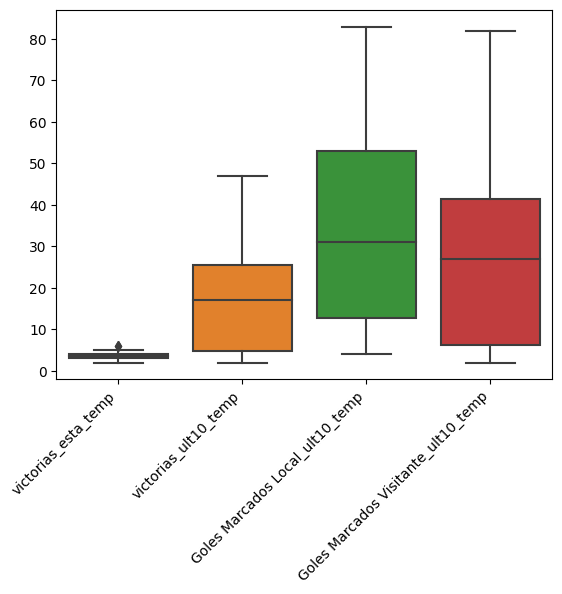 80
70
60
50
40
30
20
10
0
victorias_esta_temp
victorias_ult10_temp
Goles Marcados Local_ult10_temp
Goles Marcados Visitante_ult10_temp